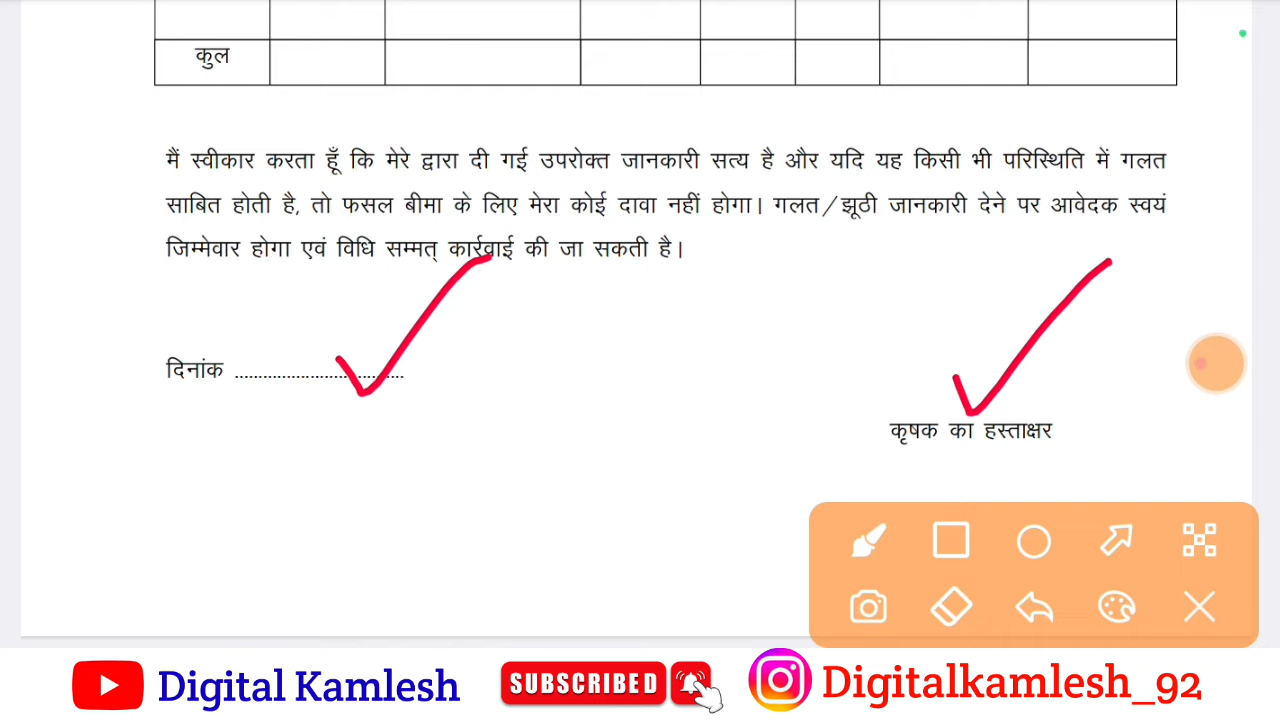 कुल
मैं स्वीकार करता हूँ कि मेरे द्वारा दी गई उपरोक्त जानकारी सत्य है और यदि यह किसी भी परिस्थिति में गलत
साबित होती है, तो फसल बीमा के लिए मेरा कोई दावा नहीं होगा। गलत/झूठी जानकारी देने पर आवेदक स्वयं
जिम्मेवार होगा एवं विधि सम्मत् कार्रवाई की जा सकती है।
दिनांक ....................................
कृषक का हस्ताक्षर
Digital Kamlesh
SUBSCRIBED
Digitalkamlesh_92